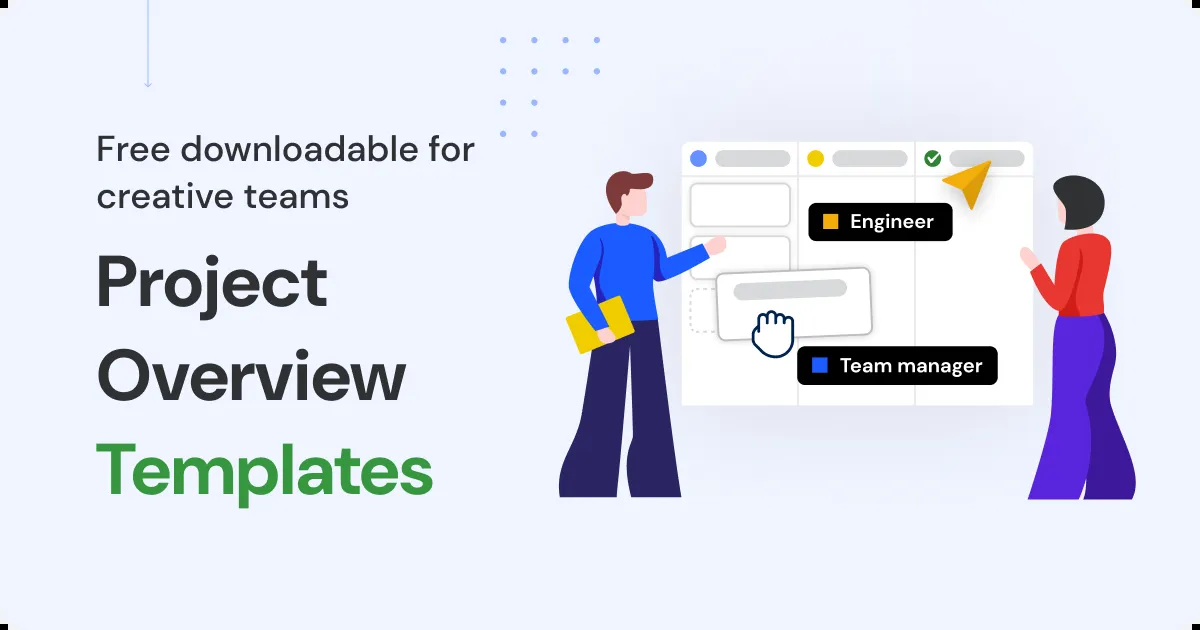 Free downloadable for
creative teams
Project
Overview
Templates
Engineer
Team manager